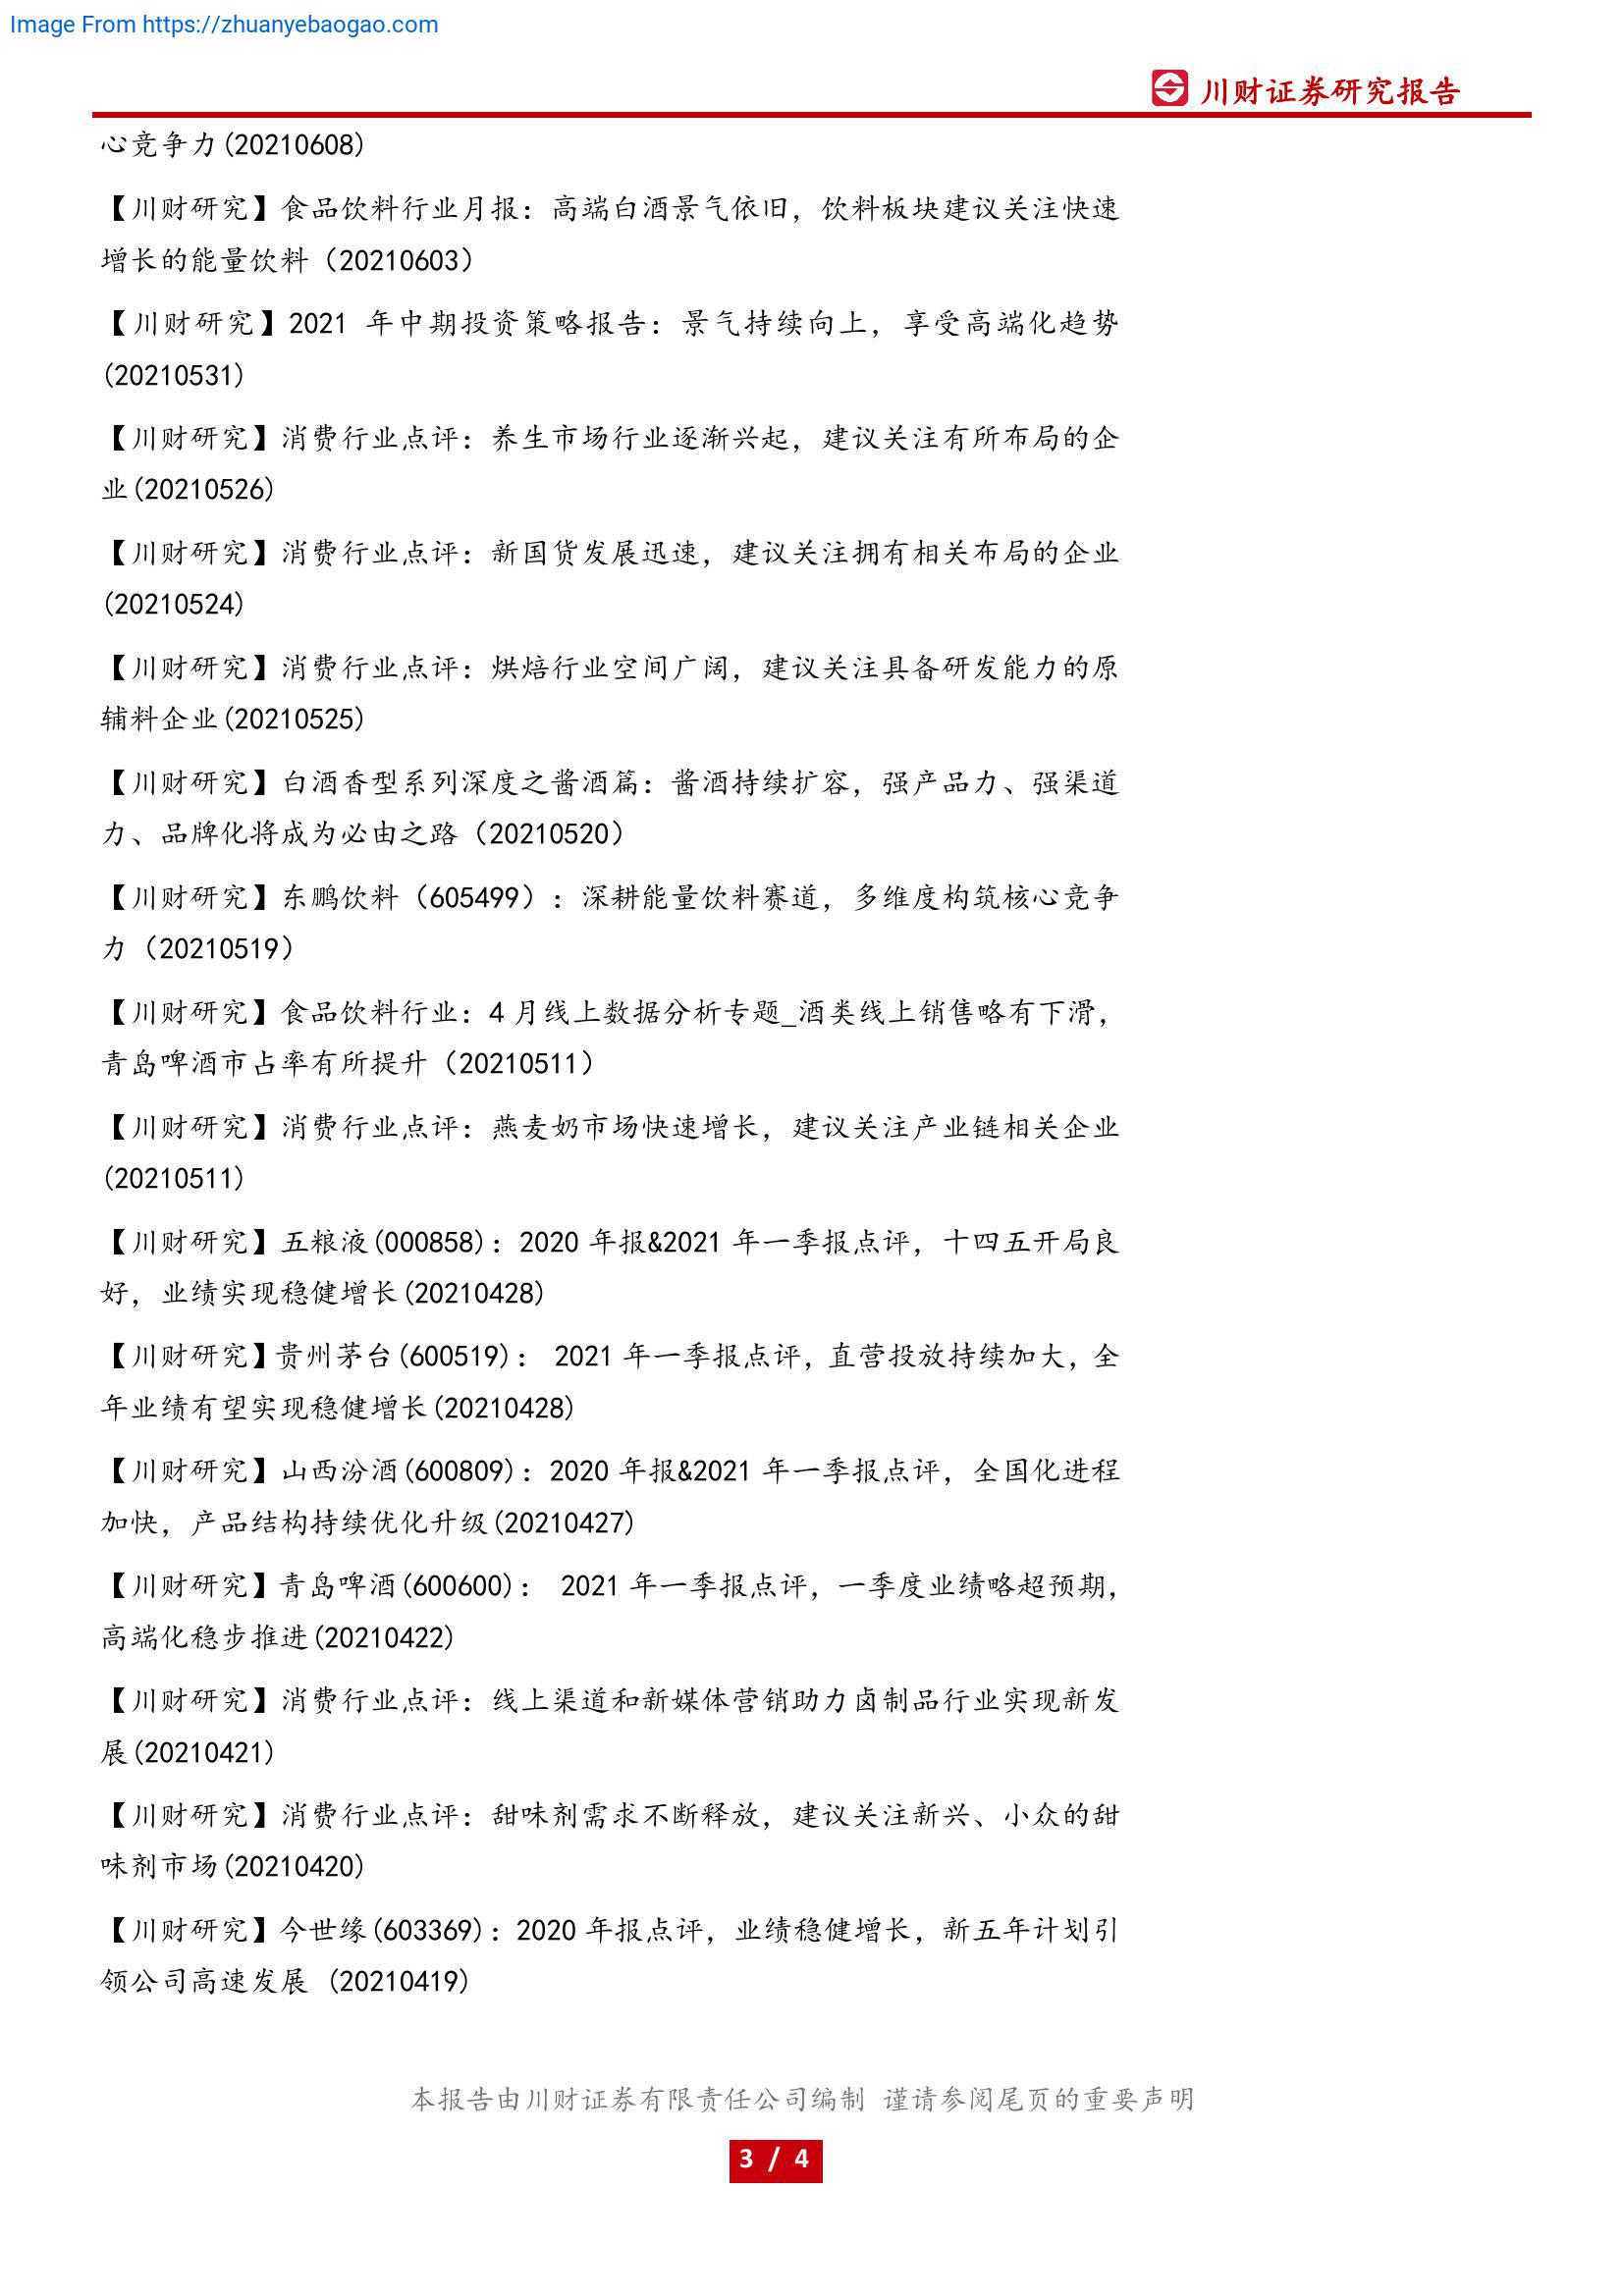 Image From https://zhuanyebaogao.com
川财证券研究报告
心竞争力(20210608)
【川财研究】食品饮料行业月报：高端白酒景气依旧，饮料板块建议关注快速
增长的能量饮料（20210603）
【川财研究】2021 年中期投资策略报告：景气持续向上，享受高端化趋势
(20210531)
【川财研究】消费行业点评：养生市场行业逐渐兴起，建议关注有所布局的企
业(20210526)
【川财研究】消费行业点评：新国货发展迅速，建议关注拥有相关布局的企业
(20210524)
【川财研究】消费行业点评：烘焙行业空间广阔，建议关注具备研发能力的原
辅料企业(20210525)
【川财研究】白酒香型系列深度之酱酒篇：酱酒持续扩容，强产品力、强渠道
力、品牌化将成为必由之路（20210520）
【川财研究】东鹏饮料（605499）：深耕能量饮料赛道，多维度构筑核心竞争
力（20210519）
【川财研究】食品饮料行业：4 月线上数据分析专题_酒类线上销售略有下滑，
青岛啤酒市占率有所提升（20210511）
【川财研究】消费行业点评：燕麦奶市场快速增长，建议关注产业链相关企业
(20210511)
【川财研究】五粮液(000858)：2020 年报&2021 年一季报点评，十四五开局良
好，业绩实现稳健增长(20210428)
【川财研究】贵州茅台(600519)： 2021 年一季报点评，直营投放持续加大，全
年业绩有望实现稳健增长(20210428)
【川财研究】山西汾酒(600809)：2020 年报&2021 年一季报点评，全国化进程
加快，产品结构持续优化升级(20210427)
【川财研究】青岛啤酒(600600)： 2021 年一季报点评，一季度业绩略超预期，
高端化稳步推进(20210422)
【川财研究】消费行业点评：线上渠道和新媒体营销助力卤制品行业实现新发
展(20210421)
【川财研究】消费行业点评：甜味剂需求不断释放，建议关注新兴、小众的甜
味剂市场(20210420)
【川财研究】今世缘(603369)：2020 年报点评，业绩稳健增长，新五年计划引
领公司高速发展 (20210419)
本报告由川财证券有限责任公司编制 谨请参阅尾页的重要声明
3 / 4